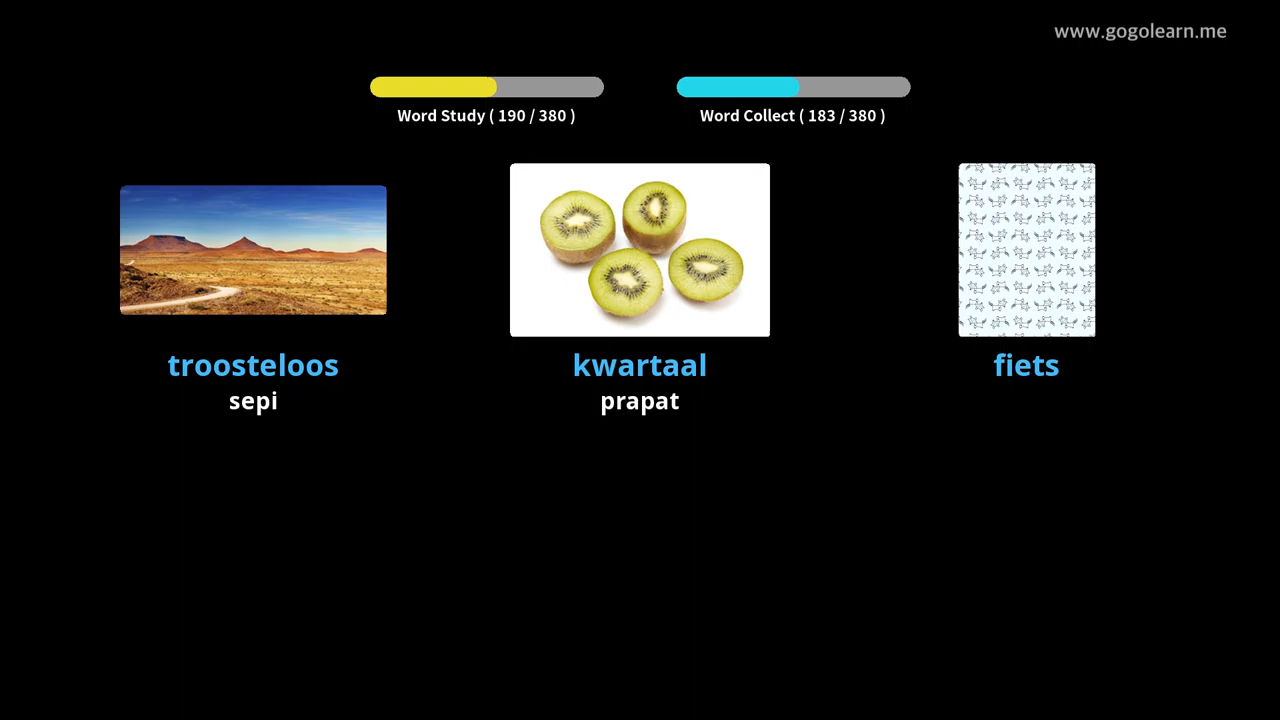 www.gogolearn.me
Word Study ( 190 / 380 )
Word Collect ( 183 / 380 )
troosteloos
sepi
kwartaal
prapat
fiets